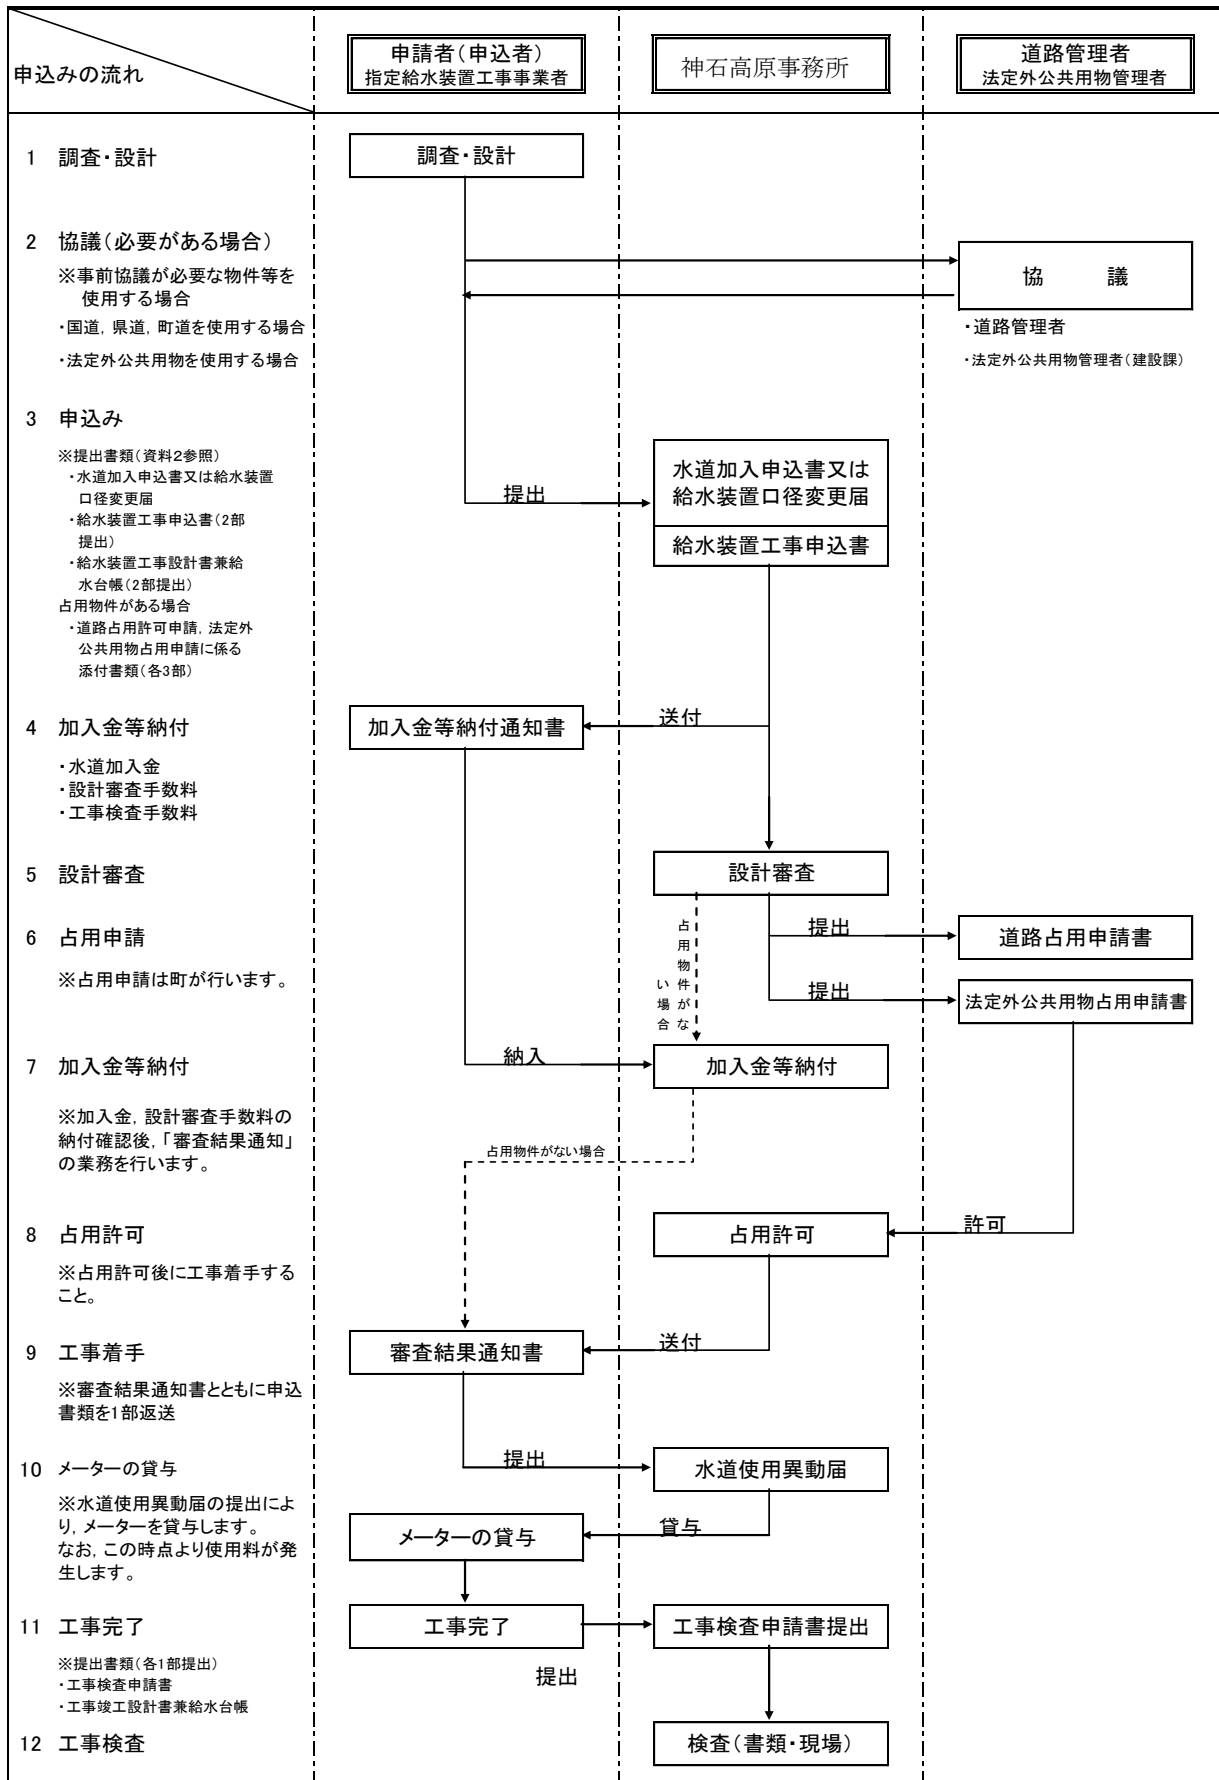 申込みの流れ
申請者(申込者)
指定給水装置工事事業者
神石高原事務所
道路管理者
法定外公共用物管理者
1 調査・設計
調査・設計
2 協議(必要がある場合)
※事前協議が必要な物件等を
使用する場合
・国道，県道，町道を使用する場合
・法定外公共用物を使用する場合
協 議
・道路管理者
・法定外公共用物管理者(建設課)
3 申込み
※提出書類(資料2参照)
・水道加入申込書又は給水装置
口径変更届
・給水装置工事申込書(2部
提出)
・給水装置工事設計書兼給
水台帳(2部提出)
占用物件がある場合
・道路占用許可申請，法定外
公共用物占用申請に係る
添付書類(各3部)
提出
水道加入申込書又は
給水装置口径変更届
給水装置工事申込書
4 加入金等納付
・水道加入金
・設計審査手数料
・工事検査手数料
加入金等納付通知書
送付
5 設計審査
設計審査
6 占用申請
※占用申請は町が行います。
占用物件がな
い場合
提出
道路占用申請書
提出
法定外公共用物占用申請書
7 加入金等納付
※加入金，設計審査手数料の
納付確認後，「審査結果通知」
の業務を行います。
納入
加入金等納付
占用物件がない場合
8 占用許可
※占用許可後に工事着手する
こと。
占用許可
許可
9 工事着手
※審査結果通知書とともに申込
書類を1部返送
審査結果通知書
送付
10 メーターの貸与
※水道使用異動届の提出によ
り，メーターを貸与します。
なお，この時点より使用料が発
生します。
提出
水道使用異動届
メーターの貸与
貸与
11 工事完了
※提出書類(各1部提出)
・工事検査申請書
・工事竣工設計書兼給水台帳
工事完了
提出
工事検査申請書提出
12 工事検査
検査(書類・現場)